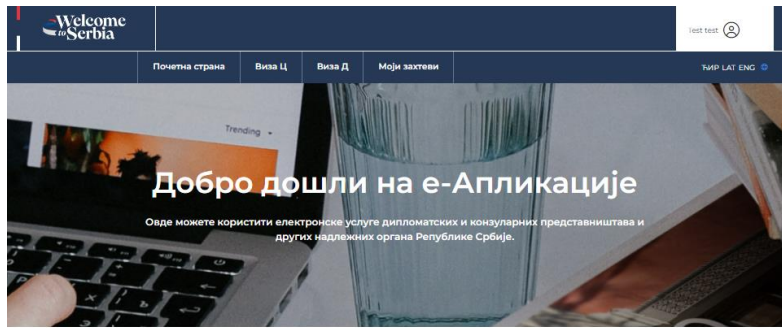 Welcome
to Serbia
Test test
Почетна страна
Виза Ц
Виза Д
Моји захтеви
ЋИР LAT ENG
Trending
Добро дошли на е-Апликације
Овде можете користити електронске услуге дипломатских и конзуларних представништава и
других надлежних органа Републике Србије.